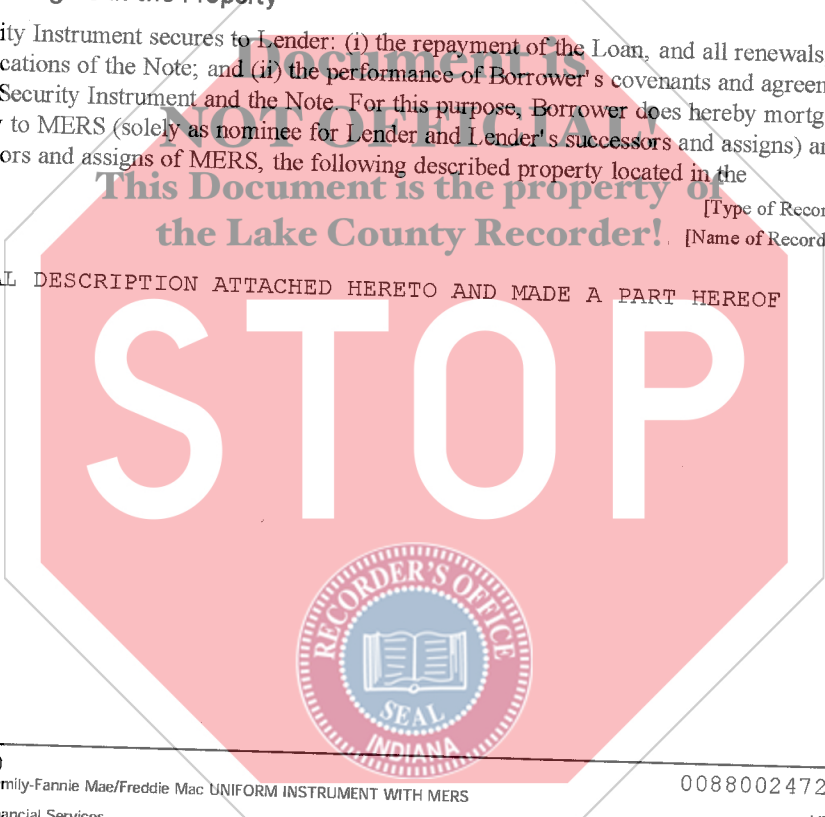 ity Instrument secures to Lender: (i) the repayment of the Loan, and all renewals
cations of the Note; and (ii) the performance of Borrower's covenants and agreem
Security Instrument and the Note. For this purpose, Borrower does hereby mortg
to MERS (solely as nominee for Lender and Lender's successors and assigns) an
ors and assigns of MERS, the following described property located in the
Document is
NOT OFFICIAL!
This Document is the property of
the Lake County Recorder!
[Type of Recor
[Name of Record
AL DESCRIPTION ATTACHED HERETO AND MADE A PART HEREOF
STOP
RECORDER'S OFFICE
SEAL
INDIANA
mily-Fannie Mae/Freddie Mac UNIFORM INSTRUMENT WITH MERS
0088002472
ancial Services